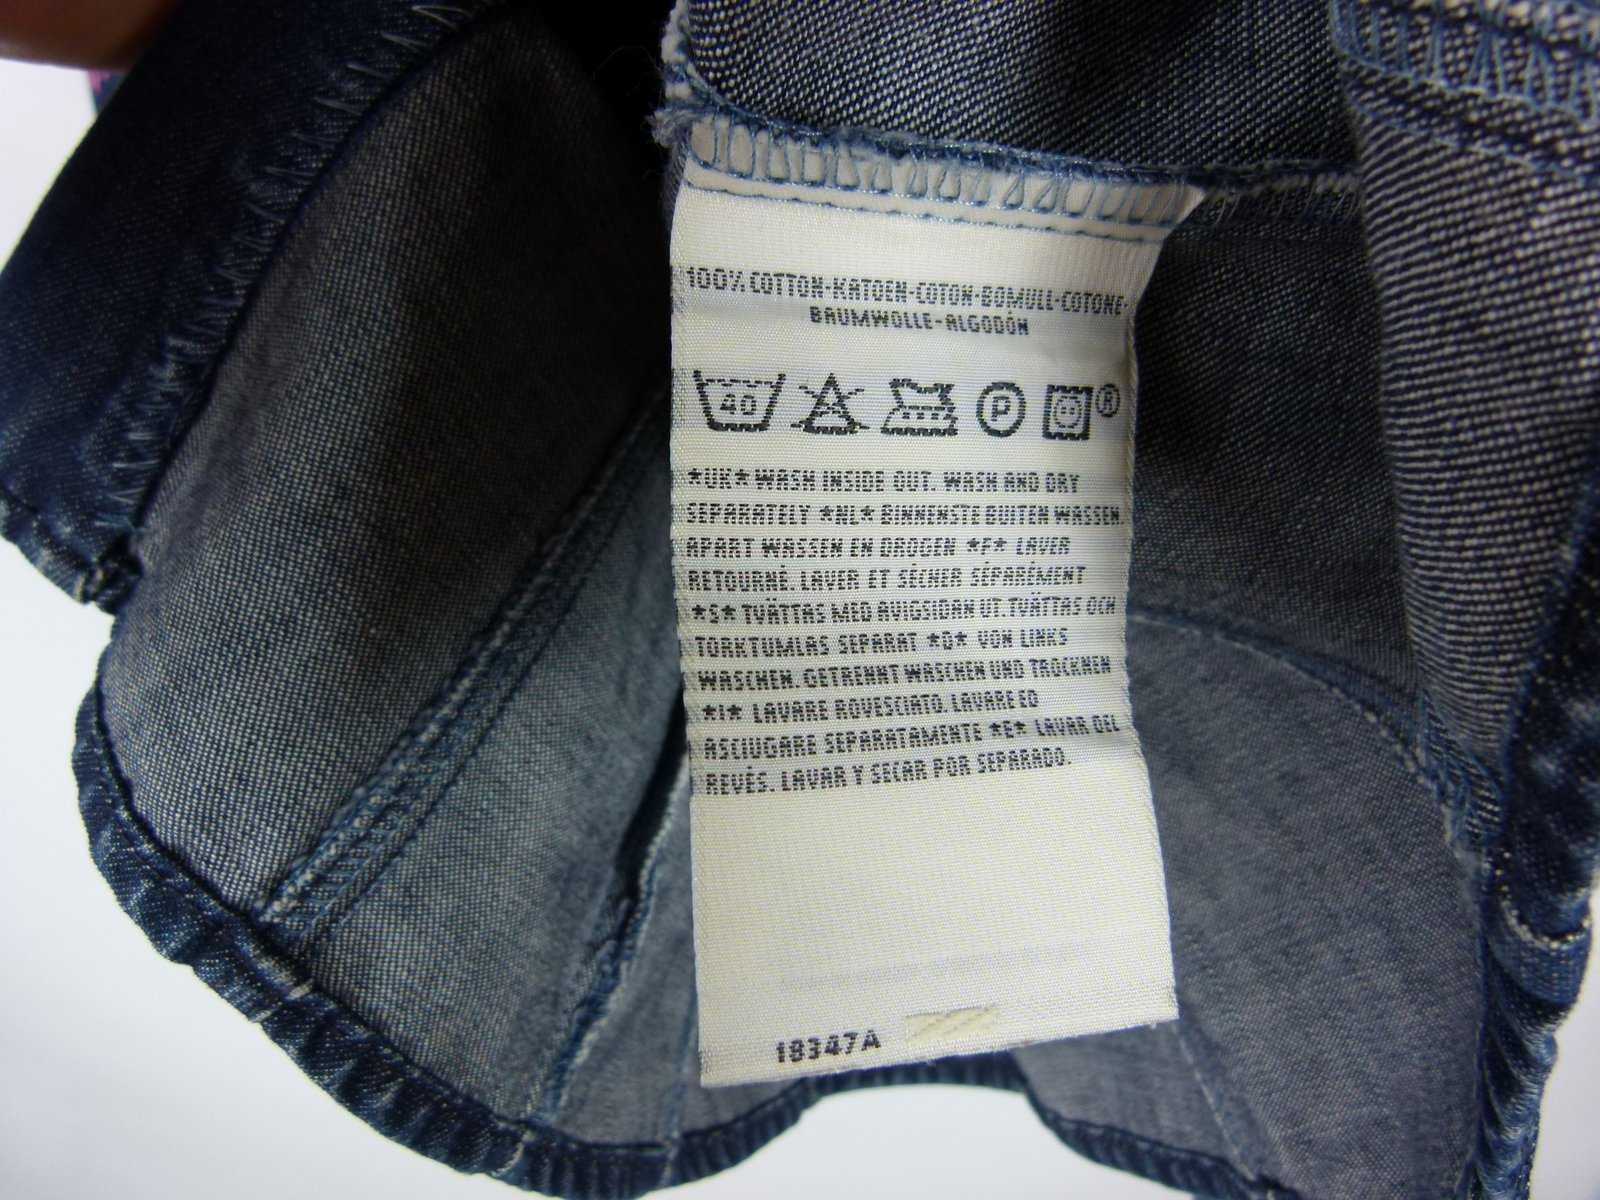 100% COTTON-KATOEN-COTON-BOMULL-COTONE-
BAUMWOLLE-ALGODÓN
40 P ®
*UK* WASH INSIDE OUT. WASH AND DRY
SEPARATELY *NL* BINNENSTE BUITEN WASSEN.
APART WASSEN EN DROGEN *F* LAVER
RETOURNÉ. LAVER ET SÉCHER SÉPARÉMENT
*S* TVÄTTAS MED AVIGSIDAN UT TVÄTTAS OCH
TORKTUMLAS SEPARAT *D* VON LINKS
WASCHEN. GETRENNT WASCHEN UND TROCKNEN
*I* LAVARE ROVESCIATO. LAVARE ED
ASCIUGARE SEPARATAMENTE *E* LAVAR DEL
REVÉS. LAVAR Y SECAR POR SEPARADO.
18347A